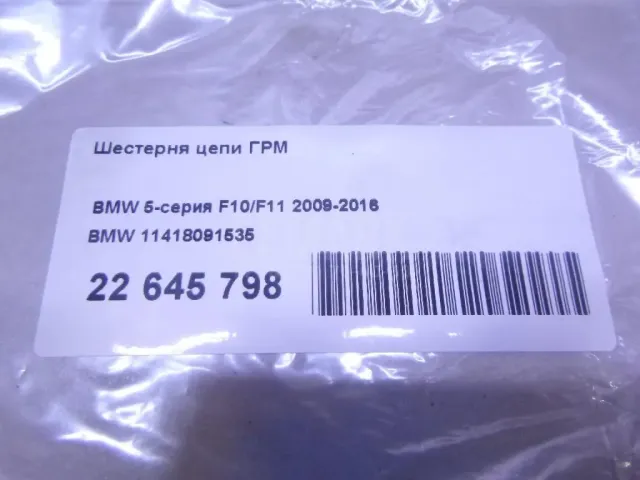 Шестерня цепи ГРМ
BMW 5-серия F10/F11 2009-2016
BMW 11418091535
22 645 798